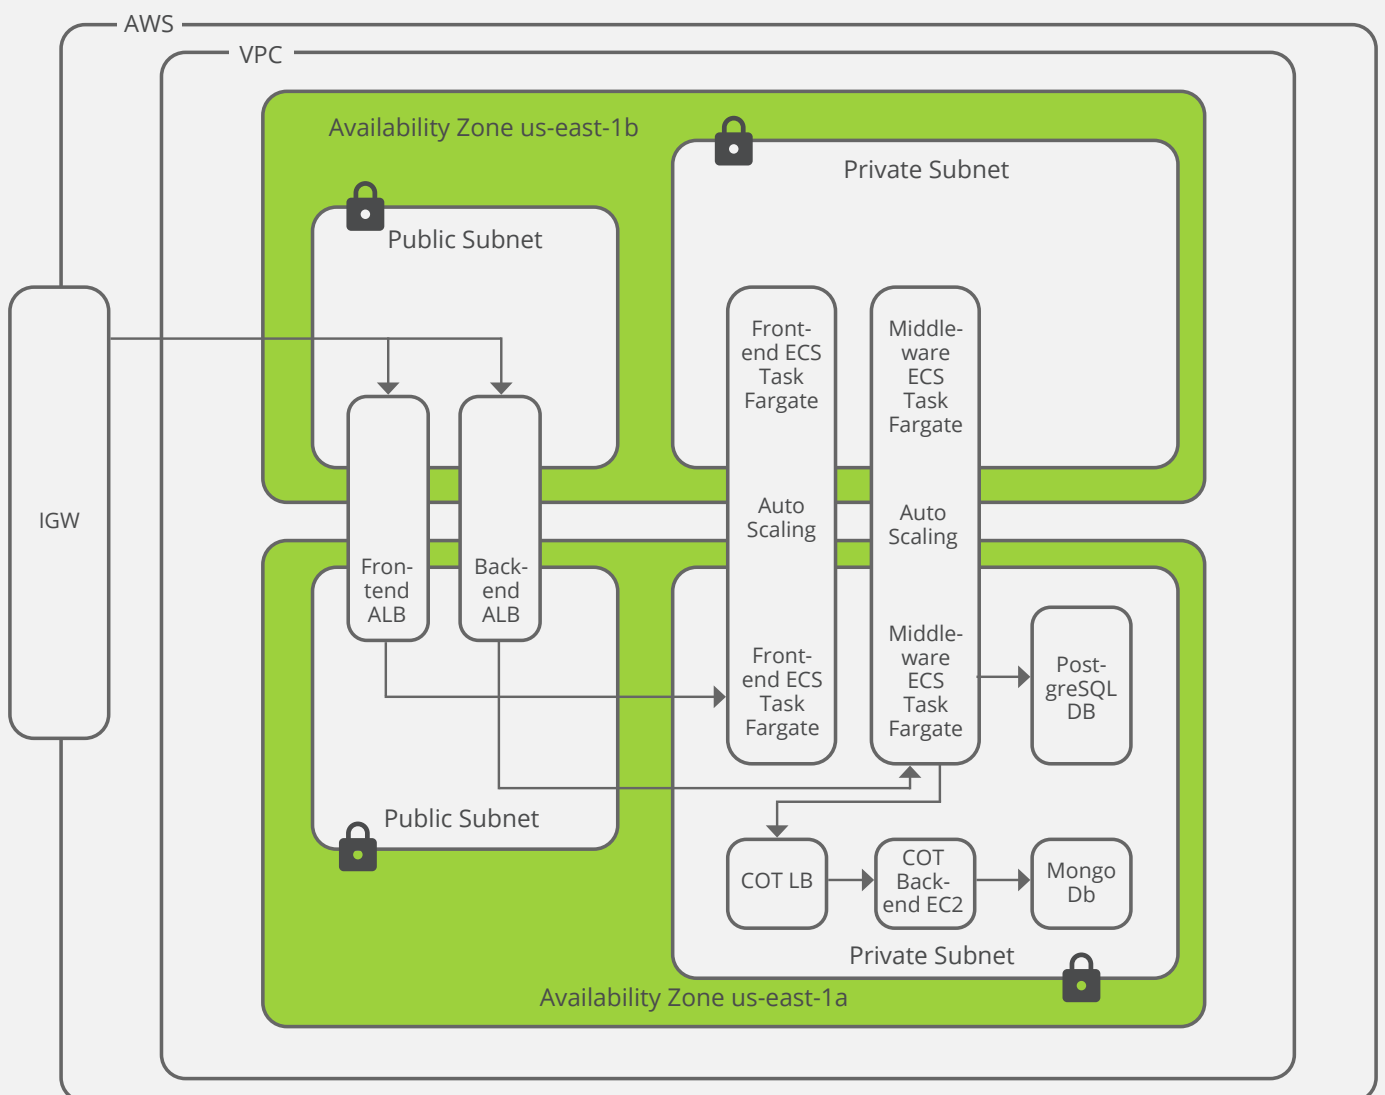 AWS
VPC
Availability Zone us-east-1b
Private Subnet
Public Subnet
IGW
Front-
end ECS
Task
Fargate
Auto
Scaling
Front-
end ECS
Task
Fargate
Middle-
ware
ECS
Task
Fargate
Auto
Scaling
Middle-
ware
ECS
Task
Fargate
Fron-
tend
ALB
Back-
end
ALB
Post-
greSQL
DB
Public Subnet
COT LB
COT
Back-
end EC2
Mongo
Db
Private Subnet
Availability Zone us-east-1a